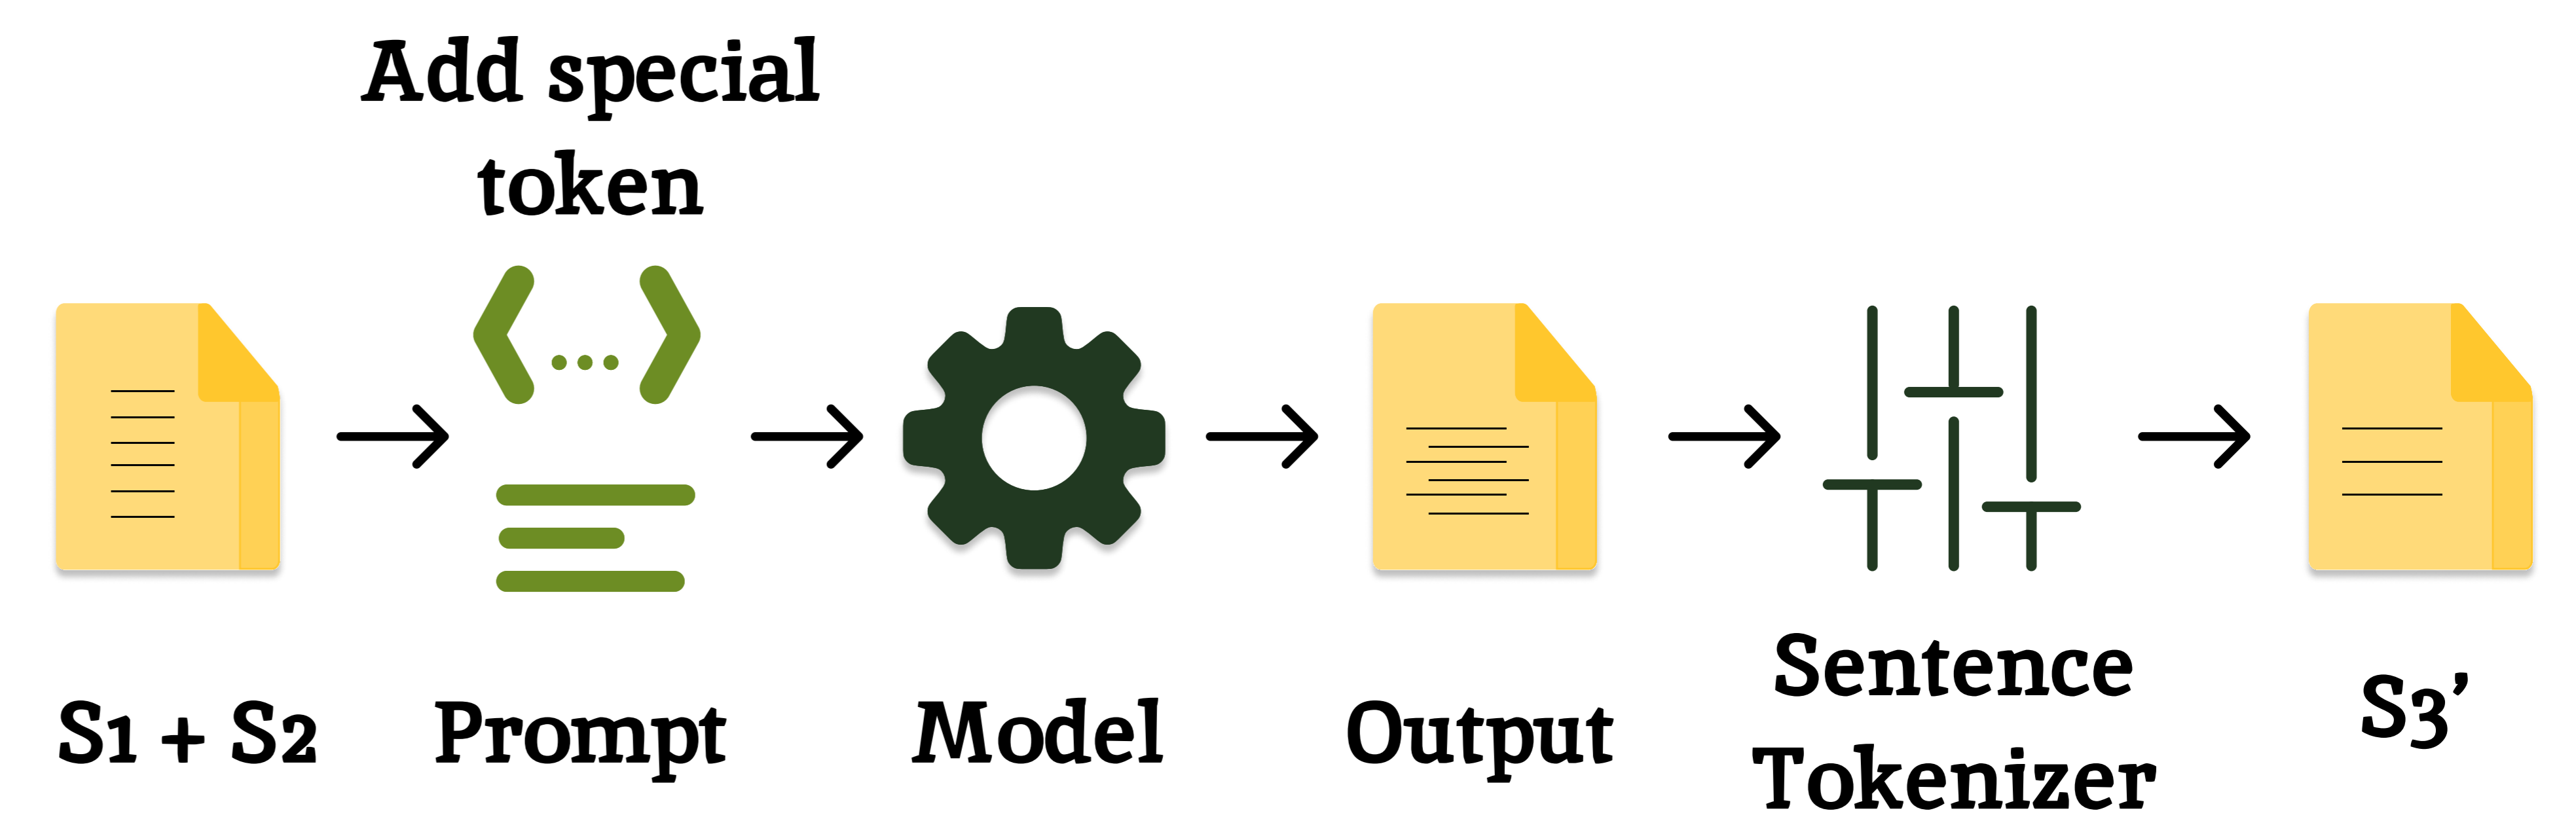 Add special
token
S1 + S2
Prompt
Model
Output
Sentence
Tokenizer
S3’